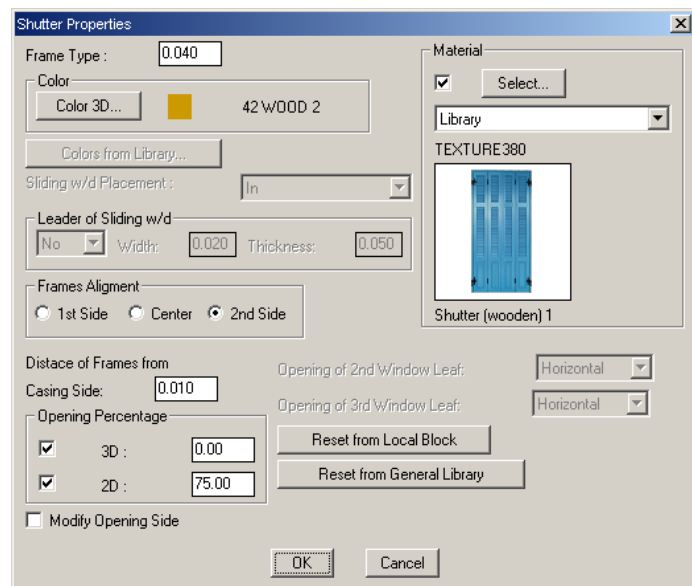 Shutter Properties
Frame Type : 0.040
Color
Color 3D... 42 WOOD 2
Colors from Library...
Sliding w/d Placement : In
Leader of Sliding w/d
No Width: 0.020 Thickness: 0.050
Frames Aligment
1st Side Center 2nd Side
Material
Select...
Library
TEXTURE380
Shutter (wooden) 1
Distace of Frames from
Casing Side: 0.010
Opening Percentage
3D : 0.00
2D : 75.00
Modify Opening Side
Opening of 2nd Window Leaf: Horizontal
Opening of 3rd Window Leaf: Horizontal
Reset from Local Block
Reset from General Library
OK Cancel